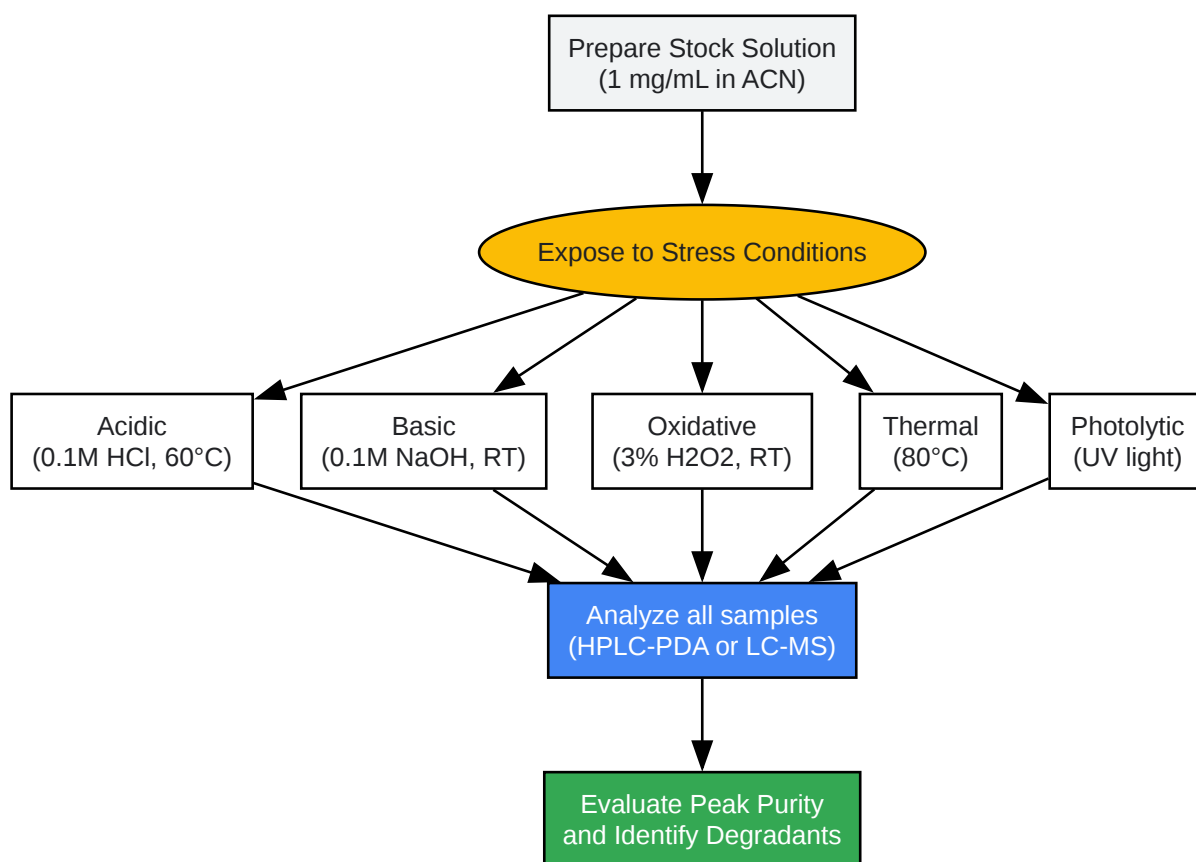 Prepare Stock Solution
(1 mg/mL in ACN)
Expose to Stress Conditions
Acidic
(0.1M HCl, 60°C)
Basic
(0.1M NaOH, RT)
Oxidative
(3% H2O2, RT)
Thermal
(80°C)
Photolytic
(UV light)
Analyze all samples
(HPLC-PDA or LC-MS)
Evaluate Peak Purity
and Identify Degradants